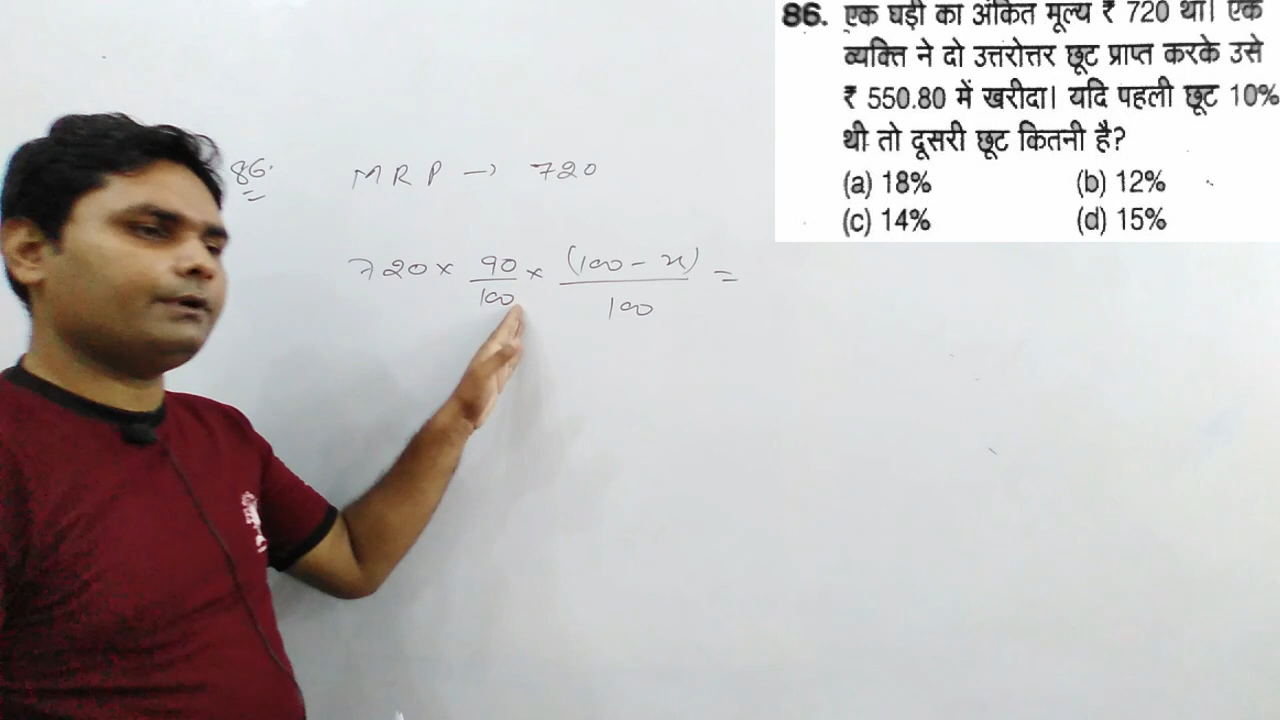 86. एक घड़ी का अंकित मूल्य ₹ 720 था। एक
व्यक्ति ने दो उत्तरोत्तर छूट प्राप्त करके उसे
₹ 550.80 में खरीदा। यदि पहली छूट 10%
थी तो दूसरी छूट कितनी है?
(a) 18% (b) 12%
(c) 14% (d) 15%
86. MRP → 720
720 × 90/100 × (100 - x)/100 =